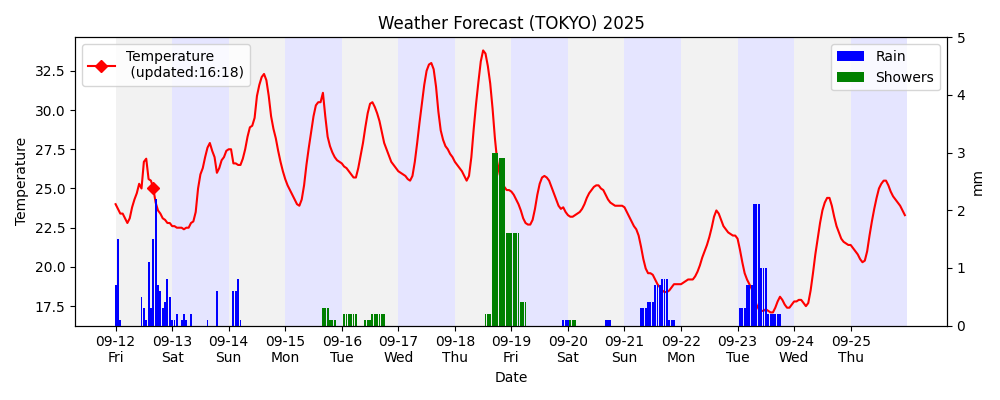 Weather Forecast (TOKYO) 2025
Temperature
(updated:16:18)
Rain
Showers
Temperature
32.5
30.0
27.5
25.0
22.5
20.0
17.5
5
4
3
2
1
0
mm
09-12 09-13 09-14 09-15 09-16 09-17 09-18 09-19 09-20 09-21 09-22 09-23 09-24 09-25
Fri Sat Sun Mon Tue Wed Thu Fri Sat Sun Mon Tue Wed Thu
Date